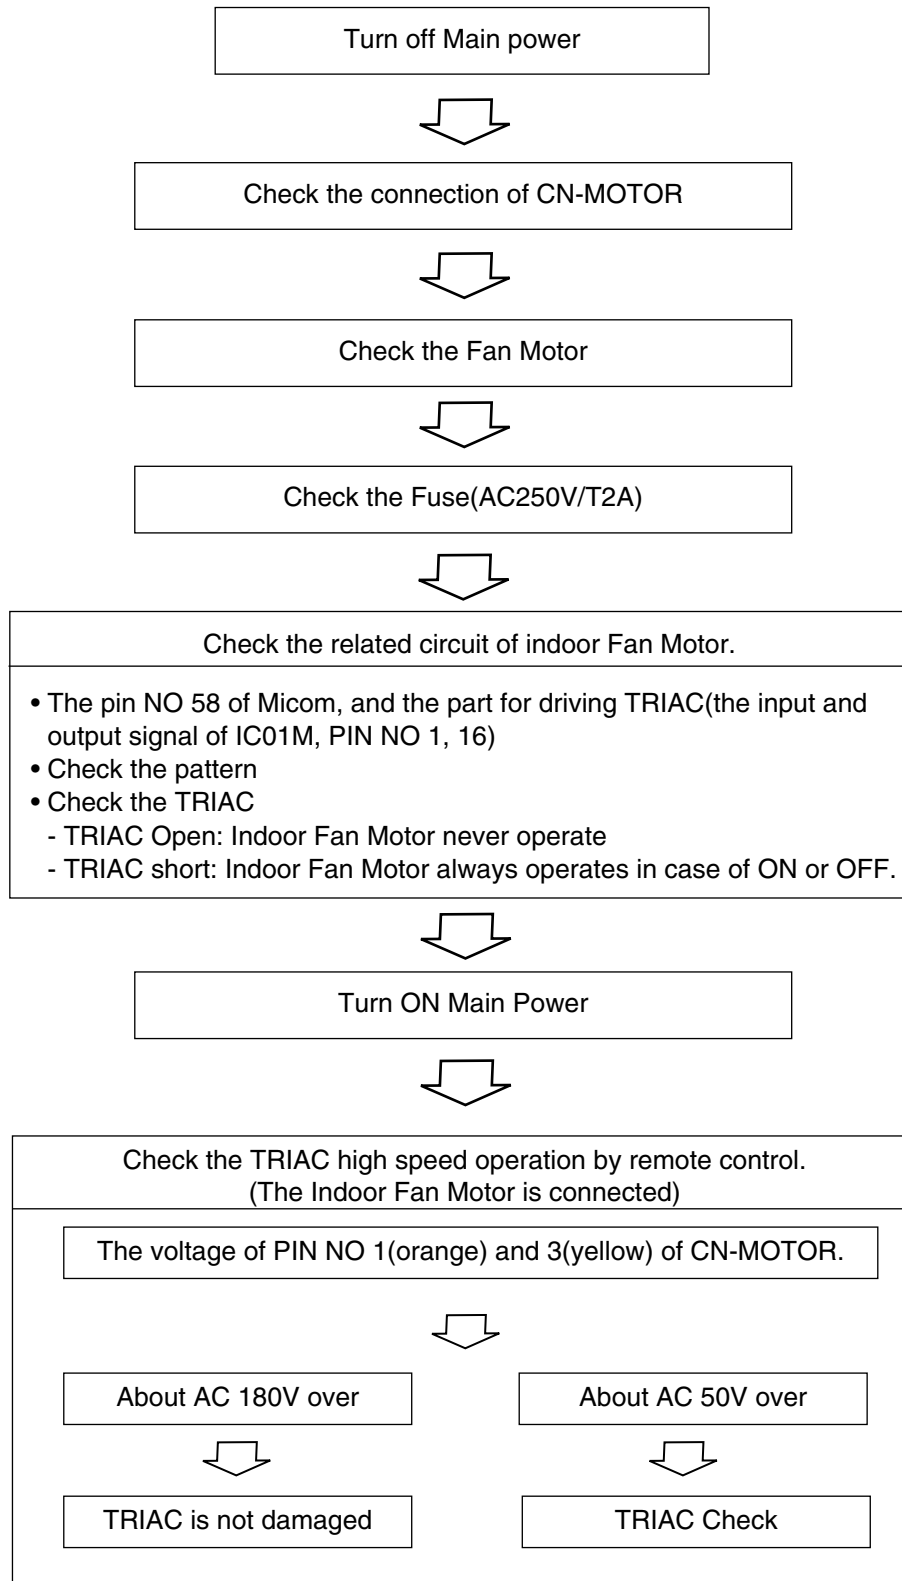 Turn off Main power
Check the connection of CN-MOTOR
Check the Fan Motor
Check the Fuse(AC250V/T2A)
Check the related circuit of indoor Fan Motor.
• The pin NO 58 of Micom, and the part for driving TRIAC(the input and
output signal of IC01M, PIN NO 1, 16)
• Check the pattern
• Check the TRIAC
- TRIAC Open: Indoor Fan Motor never operate
- TRIAC short: Indoor Fan Motor always operates in case of ON or OFF.
Turn ON Main Power
Check the TRIAC high speed operation by remote control.
(The Indoor Fan Motor is connected)
The voltage of PIN NO 1(orange) and 3(yellow) of CN-MOTOR.
About AC 180V over
About AC 50V over
TRIAC is not damaged
TRIAC Check